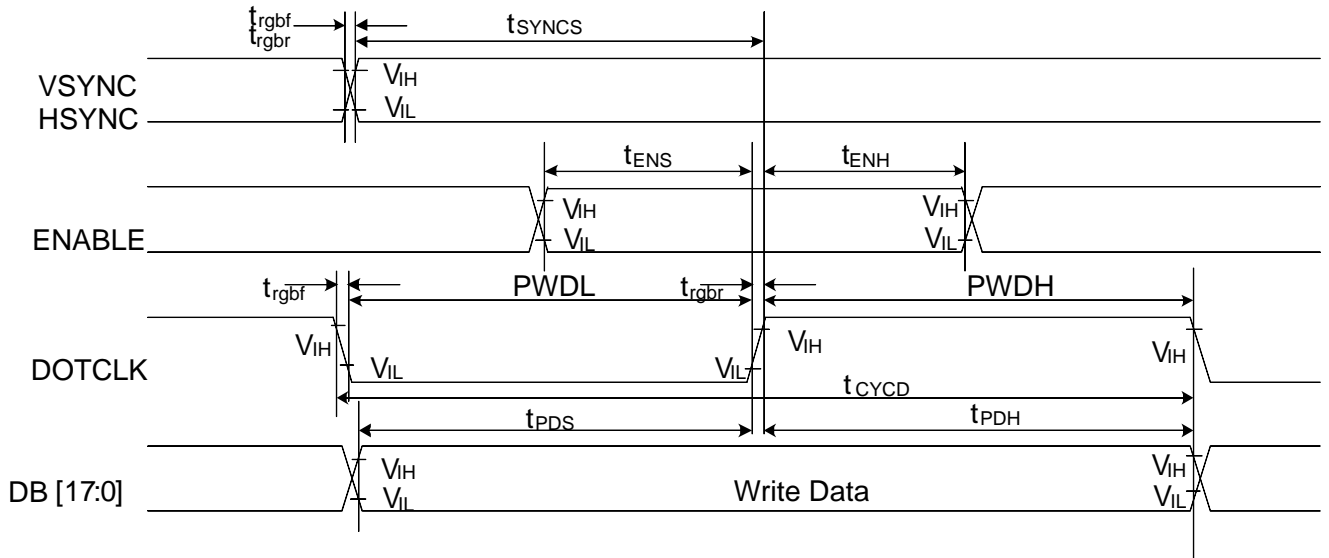 trgbf
trgbr
tSYNCS
VSYNC
HSYNC
VIH
VIL
tENS
tENH
ENABLE
VIH
VIL
VIH
VIL
trgbf
PWDL
trgbr
PWDH
DOTCLK
VIH
VIL
VIL
VIH
VIH
tCYCD
tPDS
tPDH
DB [17:0]
VIH
VIL
Write Data
VIH
VIL